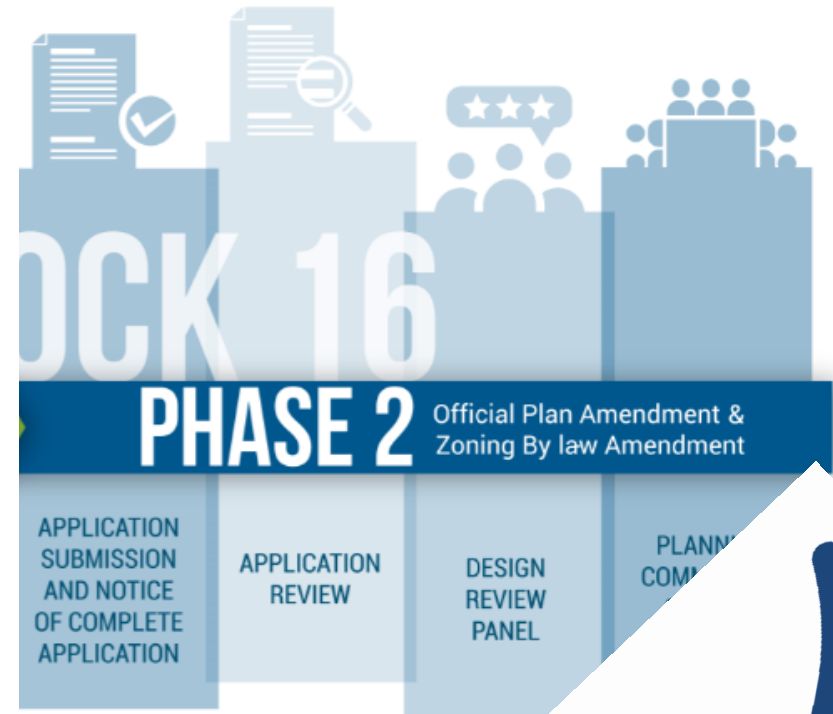 OCK 16
PHASE 2
Official Plan Amendment &
Zoning By law Amendment
APPLICATION
SUBMISSION
AND NOTICE
OF COMPLETE
APPLICATION
APPLICATION
REVIEW
DESIGN
REVIEW
PANEL